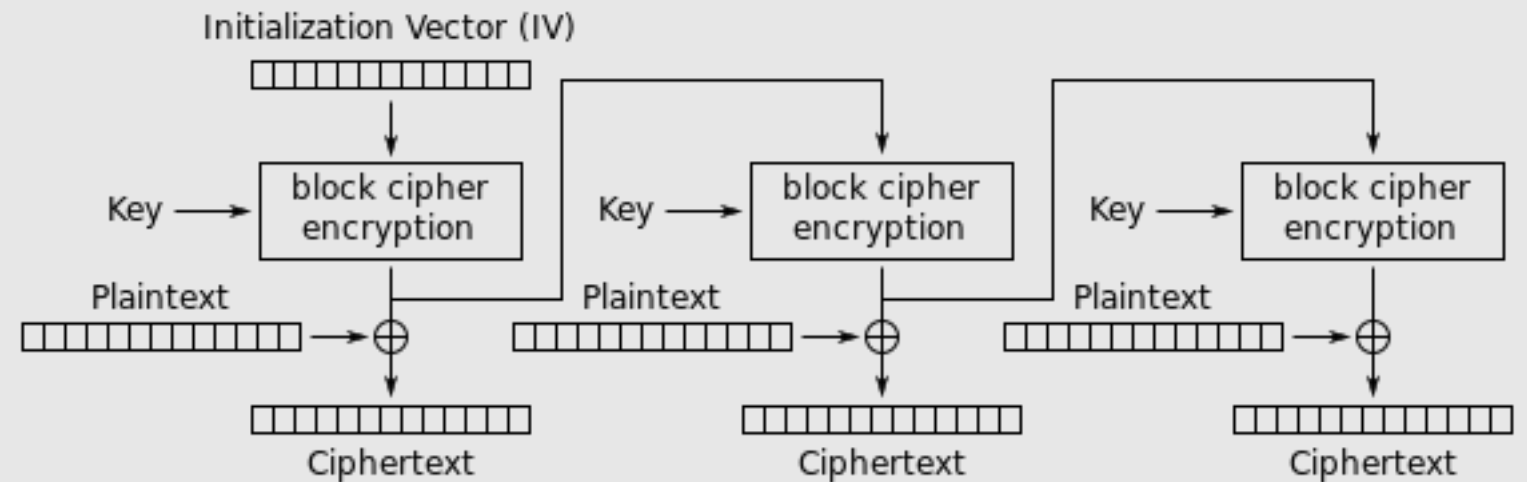 Initialization Vector (IV)
Key
block cipher
encryption
Key
block cipher
encryption
Key
block cipher
encryption
Plaintext
Plaintext
Plaintext
Ciphertext
Ciphertext
Ciphertext